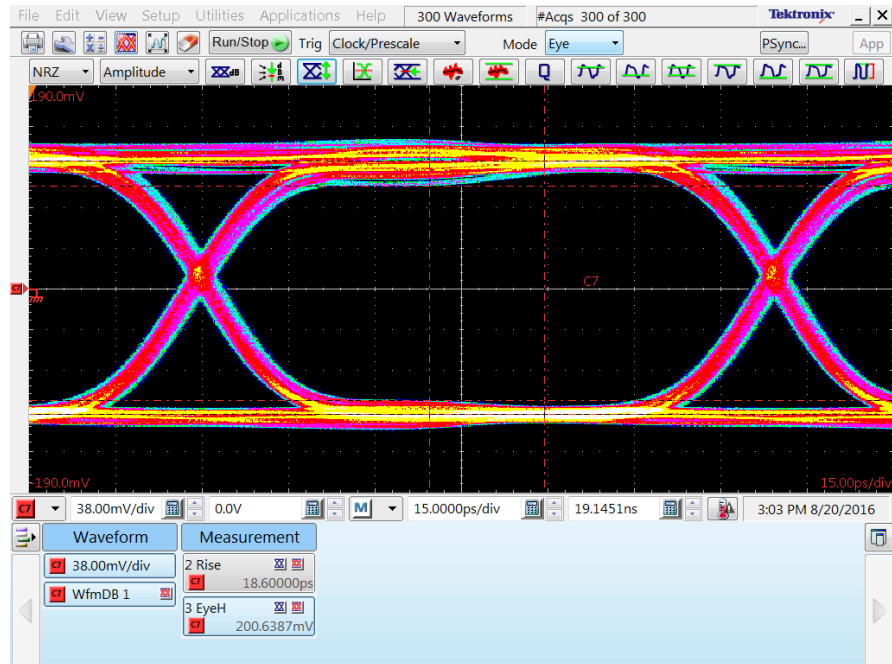 File Edit View Setup Utilities Applications Help 300 Waveforms #Acqs 300 of 300 Tektronix
Run/Stop Trig Clock/Prescale Mode Eye PSync... App
NRZ Amplitude dB Q
190.0mV
C7
C7
-190.0mV 15.00ps/div
C7 38.00mV/div 0.0V M 15.0000ps/div 19.1451ns 3:03 PM 8/20/2016
Waveform Measurement
C7 38.00mV/div 2 Rise
C7 18.60000ps
C7 WfmDB 1 3 EyeH
C7 200.6387mV